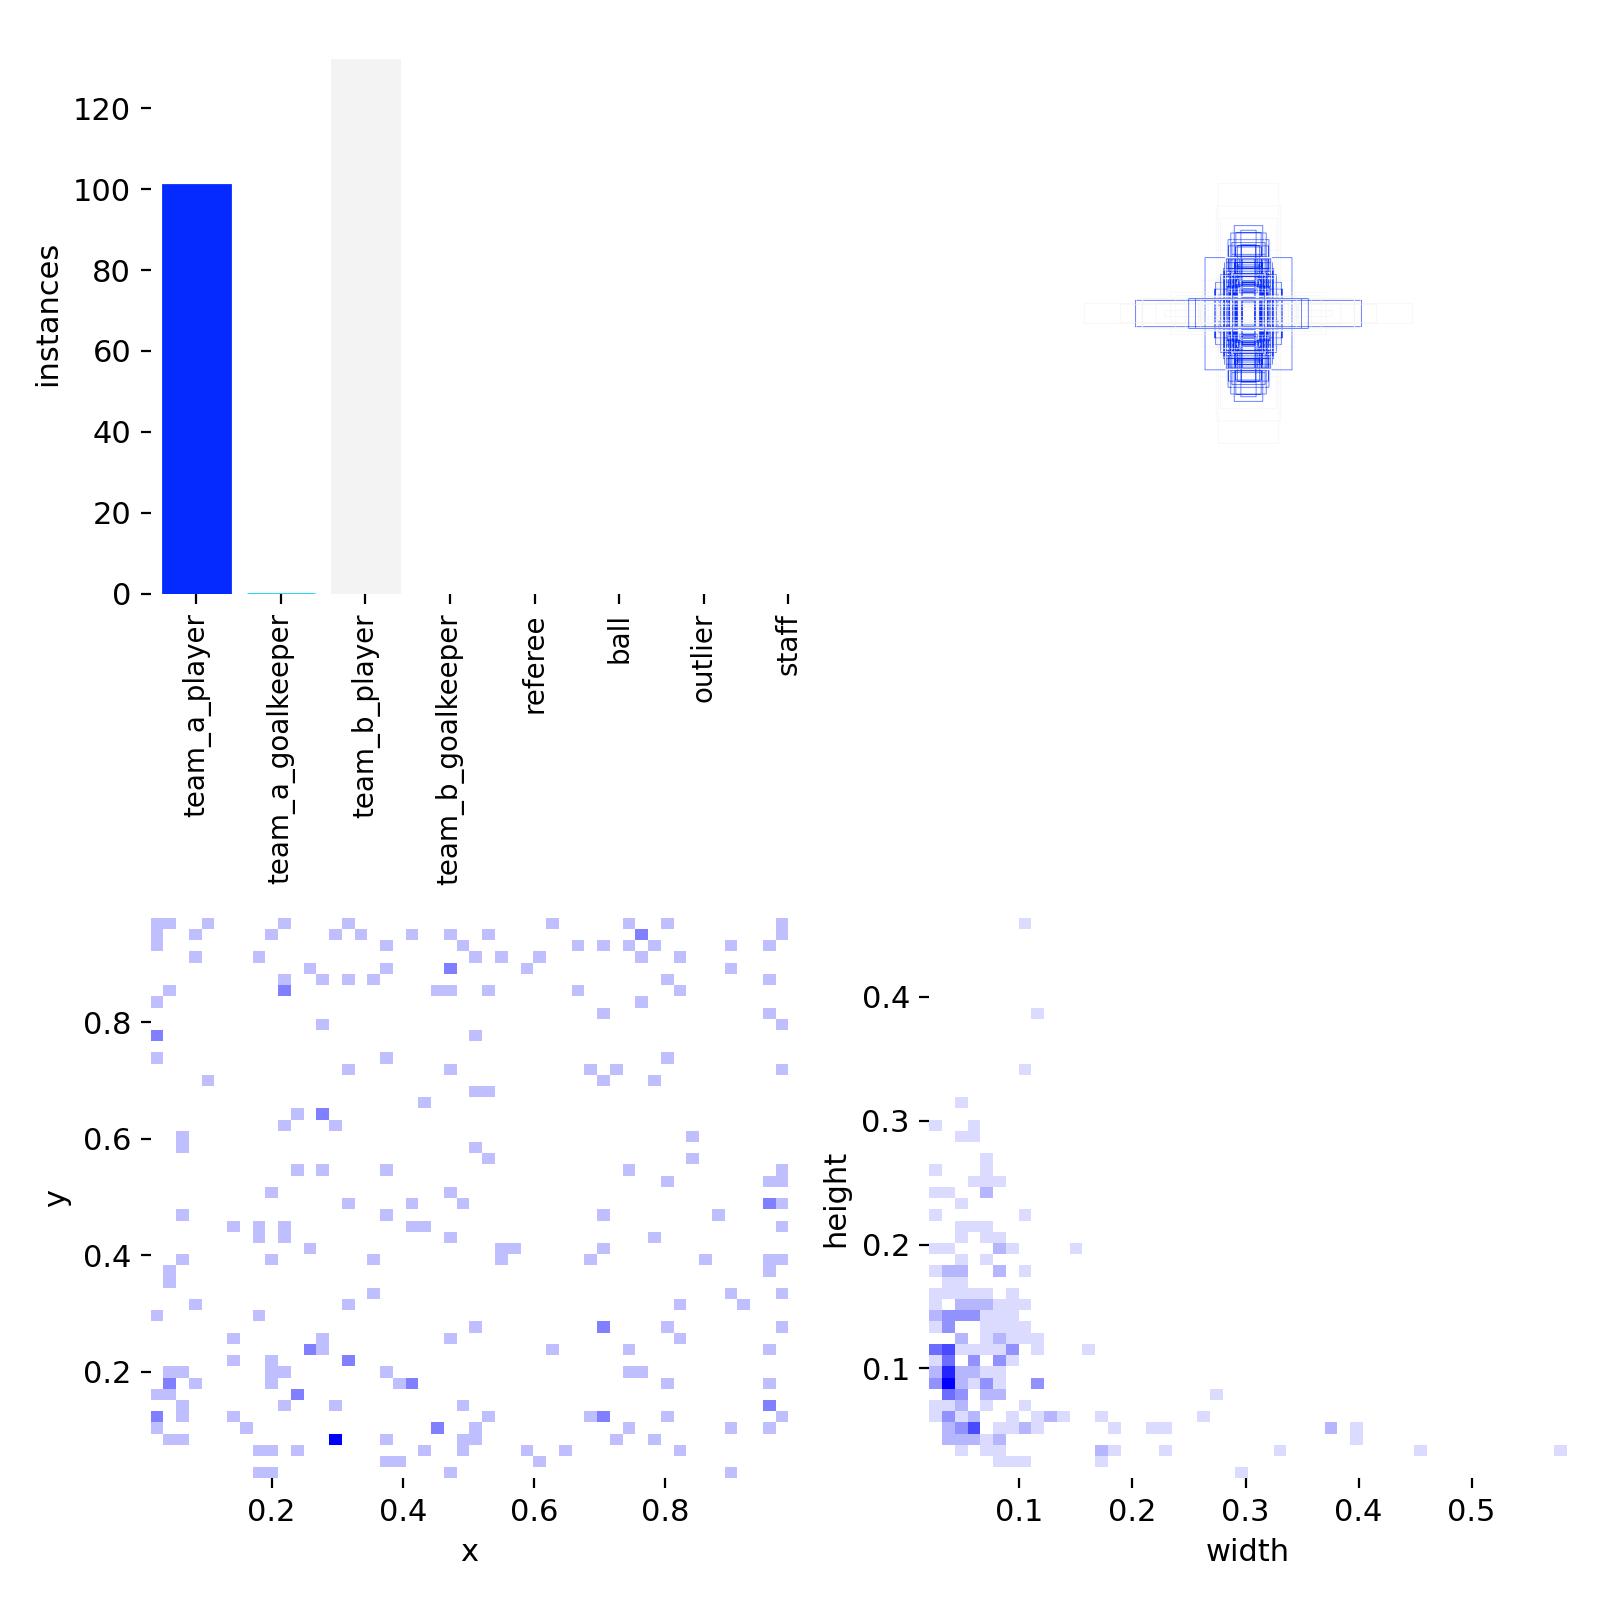 120
100
80
60
40
20
0
instances
team_a_player
team_a_goalkeeper
team_b_player
team_b_goalkeeper
referee
ball
outlier
staff
0.8
0.6
0.4
0.2
y
0.2 0.4 0.6 0.8
x
0.4
0.3
0.2
0.1
height
0.1 0.2 0.3 0.4 0.5
width